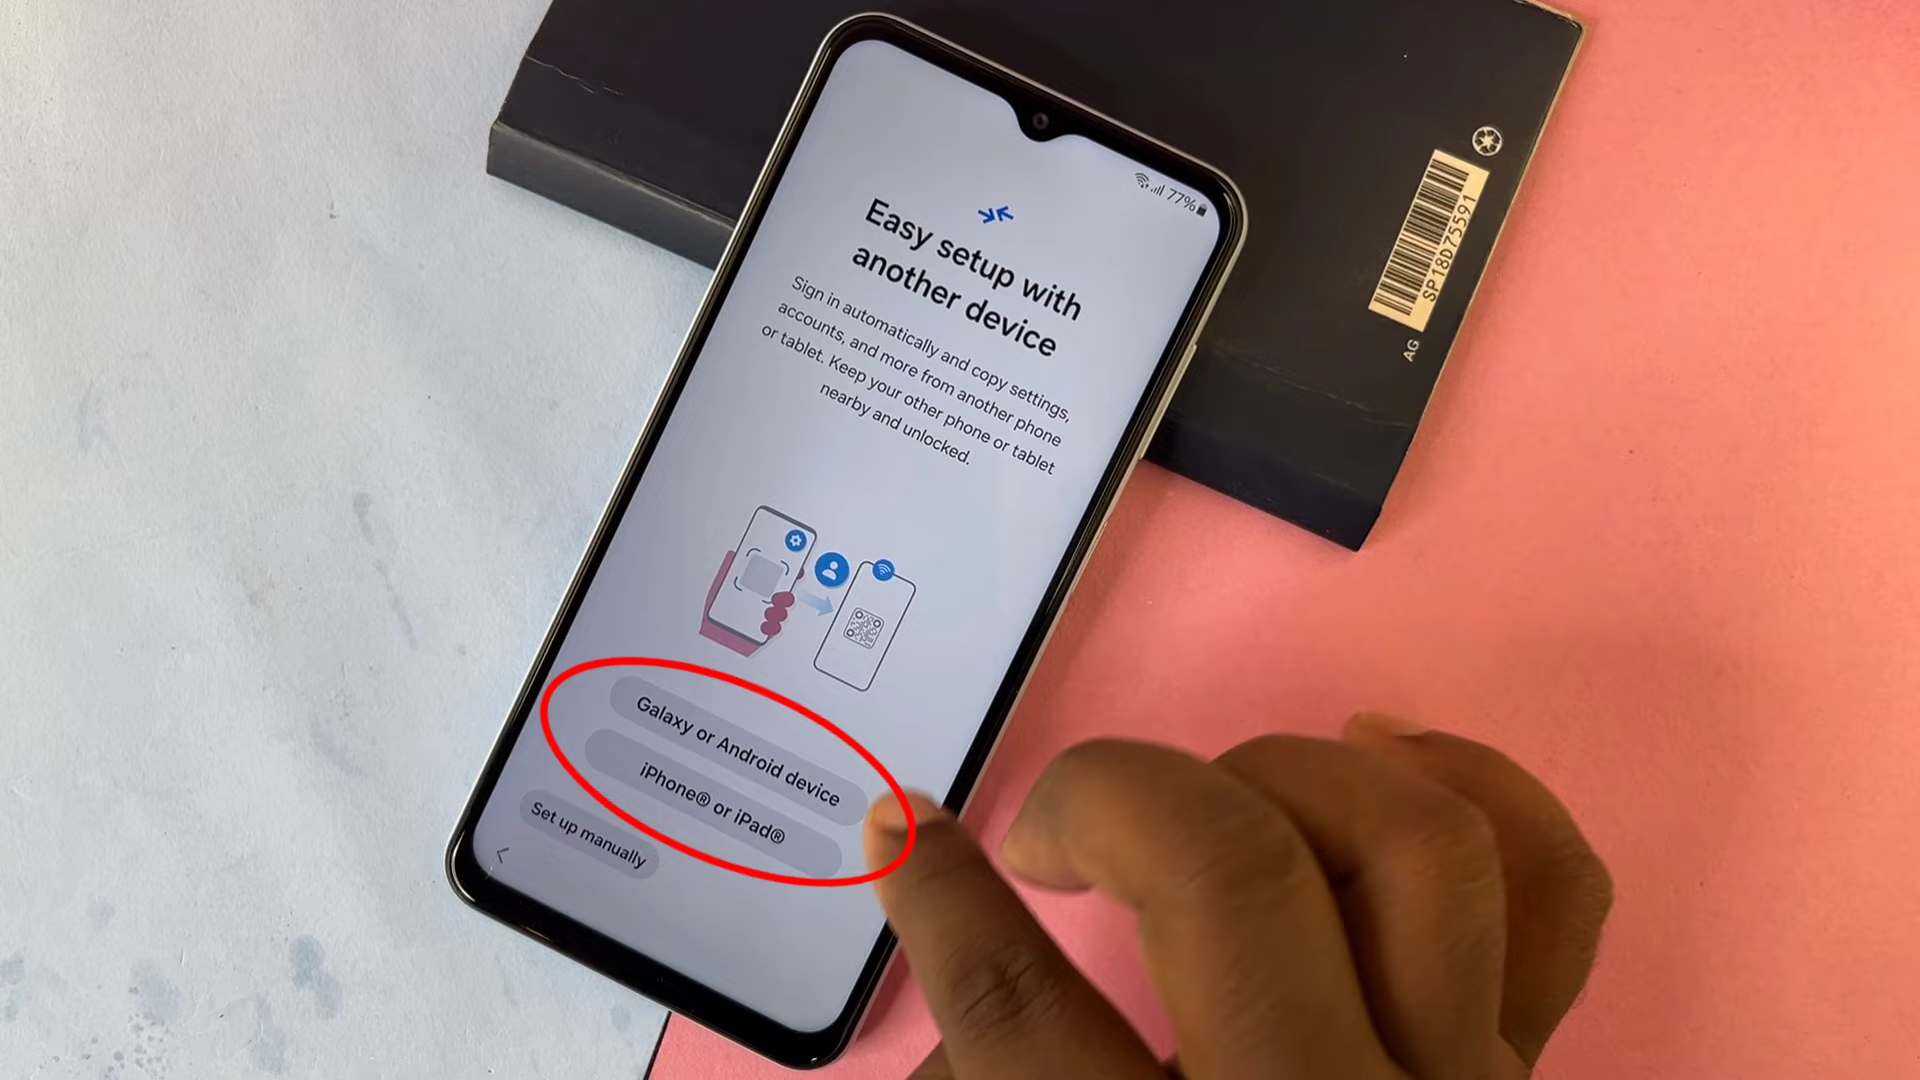 77%
Easy setup with
another device
Sign in automatically and copy settings,
accounts, and more from another phone
or tablet. Keep your other phone or tablet
nearby and unlocked.
Galaxy or Android device
iPhone® or iPad®
Set up manually
SP18D75591
AG